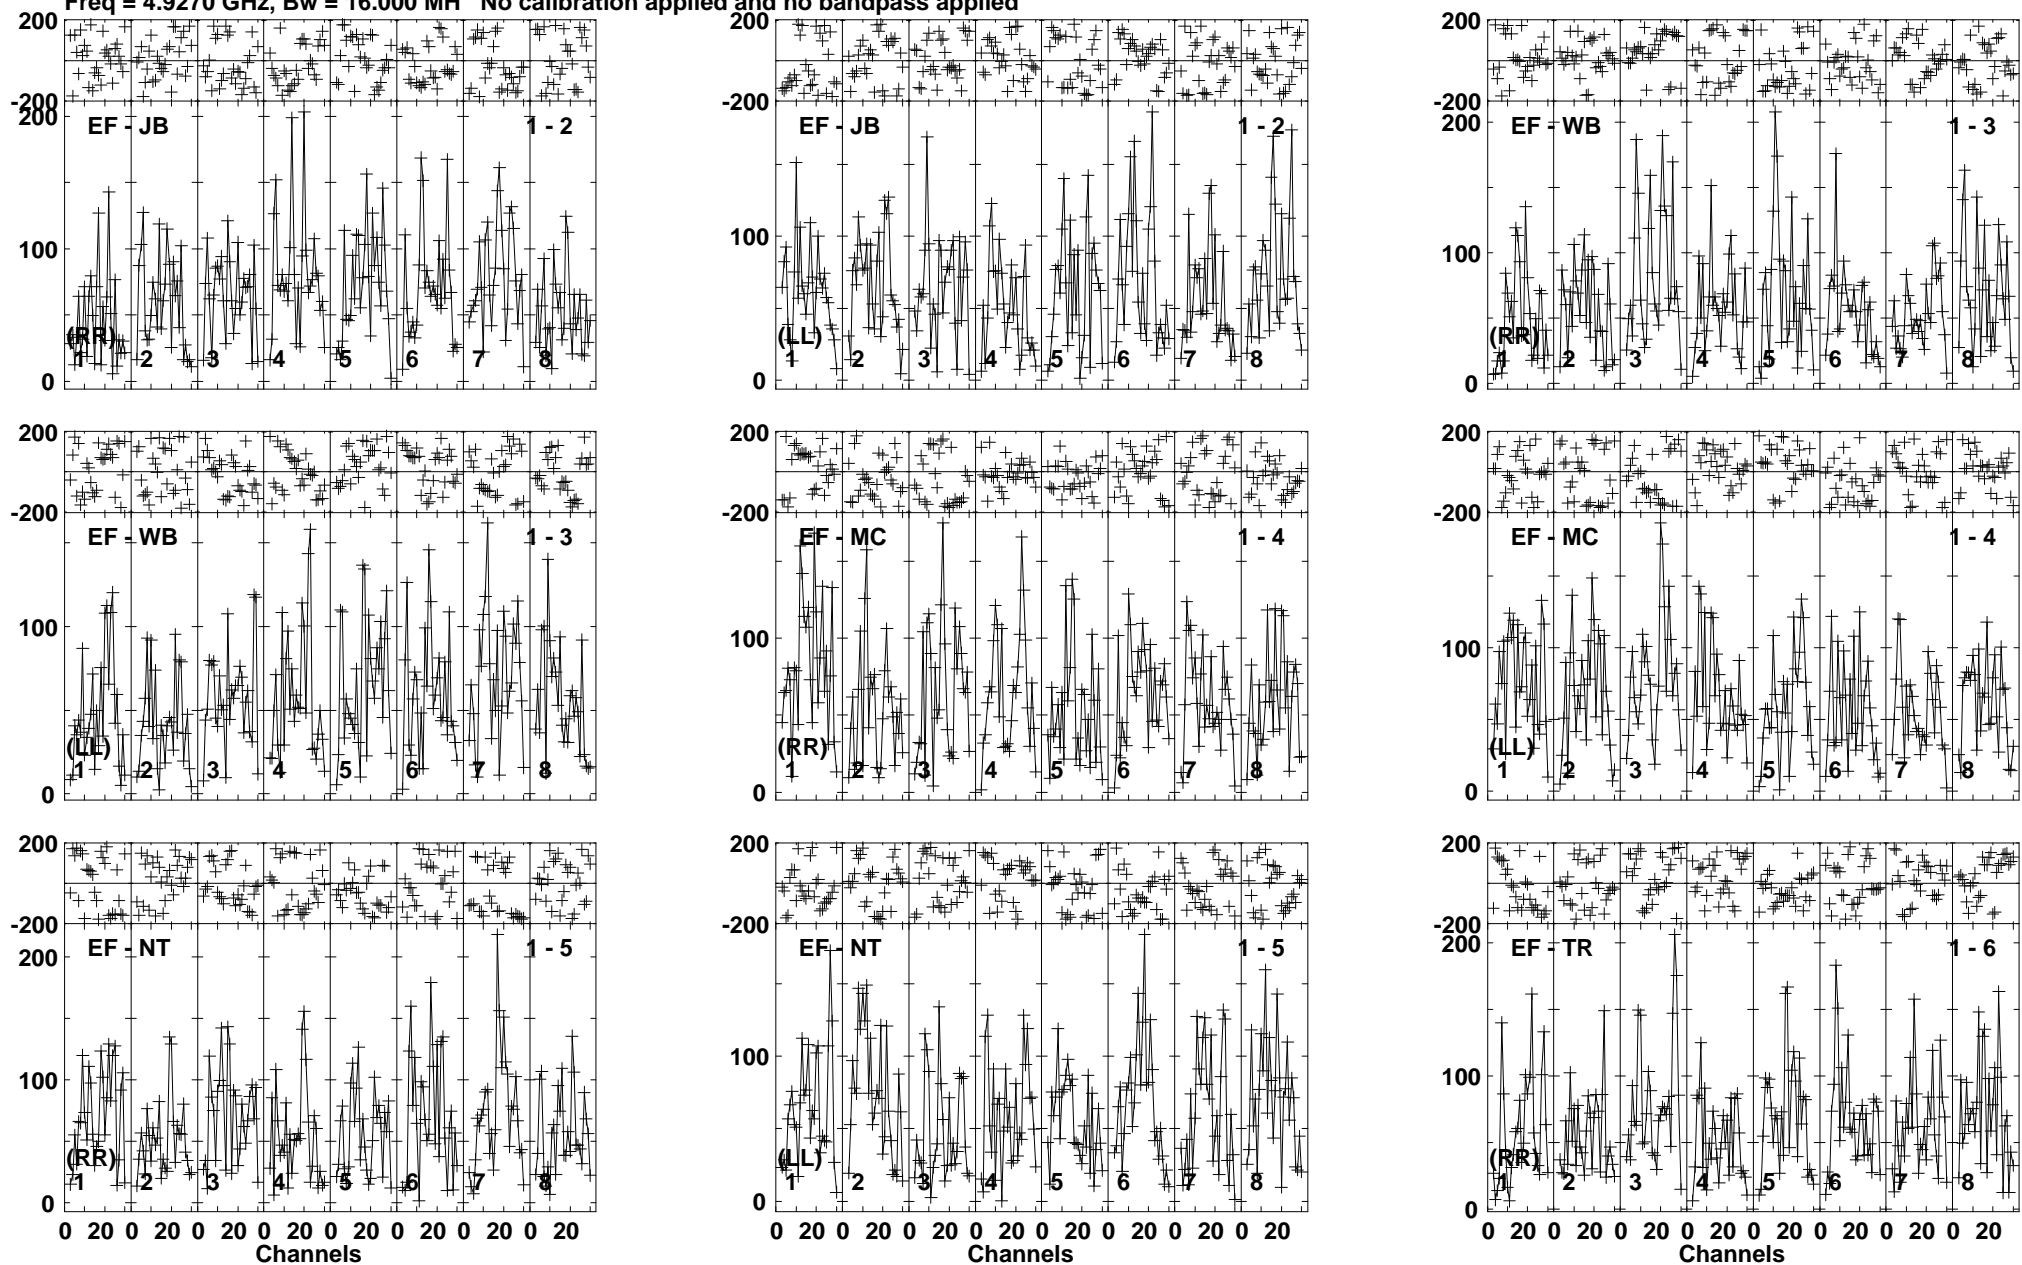 Freq = 4.9270 GHz, Bw = 16.000 MH No calibration applied and no bandpass applied
200 200 200
-200 -200 -200
200 EF - JB 1 - 2 200 EF - JB 1 - 2 200 EF - WB 1 - 3
100 100 100
(RR) (LL) (RR)
1 2 3 4 5 6 7 8 1 2 3 4 5 6 7 8 1 2 3 4 5 6 7 8
0 0 0
200 200 200
-200 -200 -200
EF - WB 1 - 3 EF - MC 1 - 4 EF - MC 1 - 4
100 100 100
(LL) (RR) (LL)
1 2 3 4 5 6 7 8 1 2 3 4 5 6 7 8 1 2 3 4 5 6 7 8
0 0 0
200 200 200
-200 -200 -200
EF - NT 1 - 5 EF - NT 1 - 5 EF - TR 1 - 6
200 200
100 100 100
(RR) (LL) (RR)
1 2 3 4 5 6 7 8 1 2 3 4 5 6 7 8 1 2 3 4 5 6 7 8
0 0 0
0 20 0 20 0 20 0 20 0 20 0 20 0 20 0 20 0 20 0 20 0 20 0 20 0 20 0 20 0 20 0 20 0 20 0 20 0 20 0 20 0 20 0 20 0 20 0 20
Channels Channels Channels